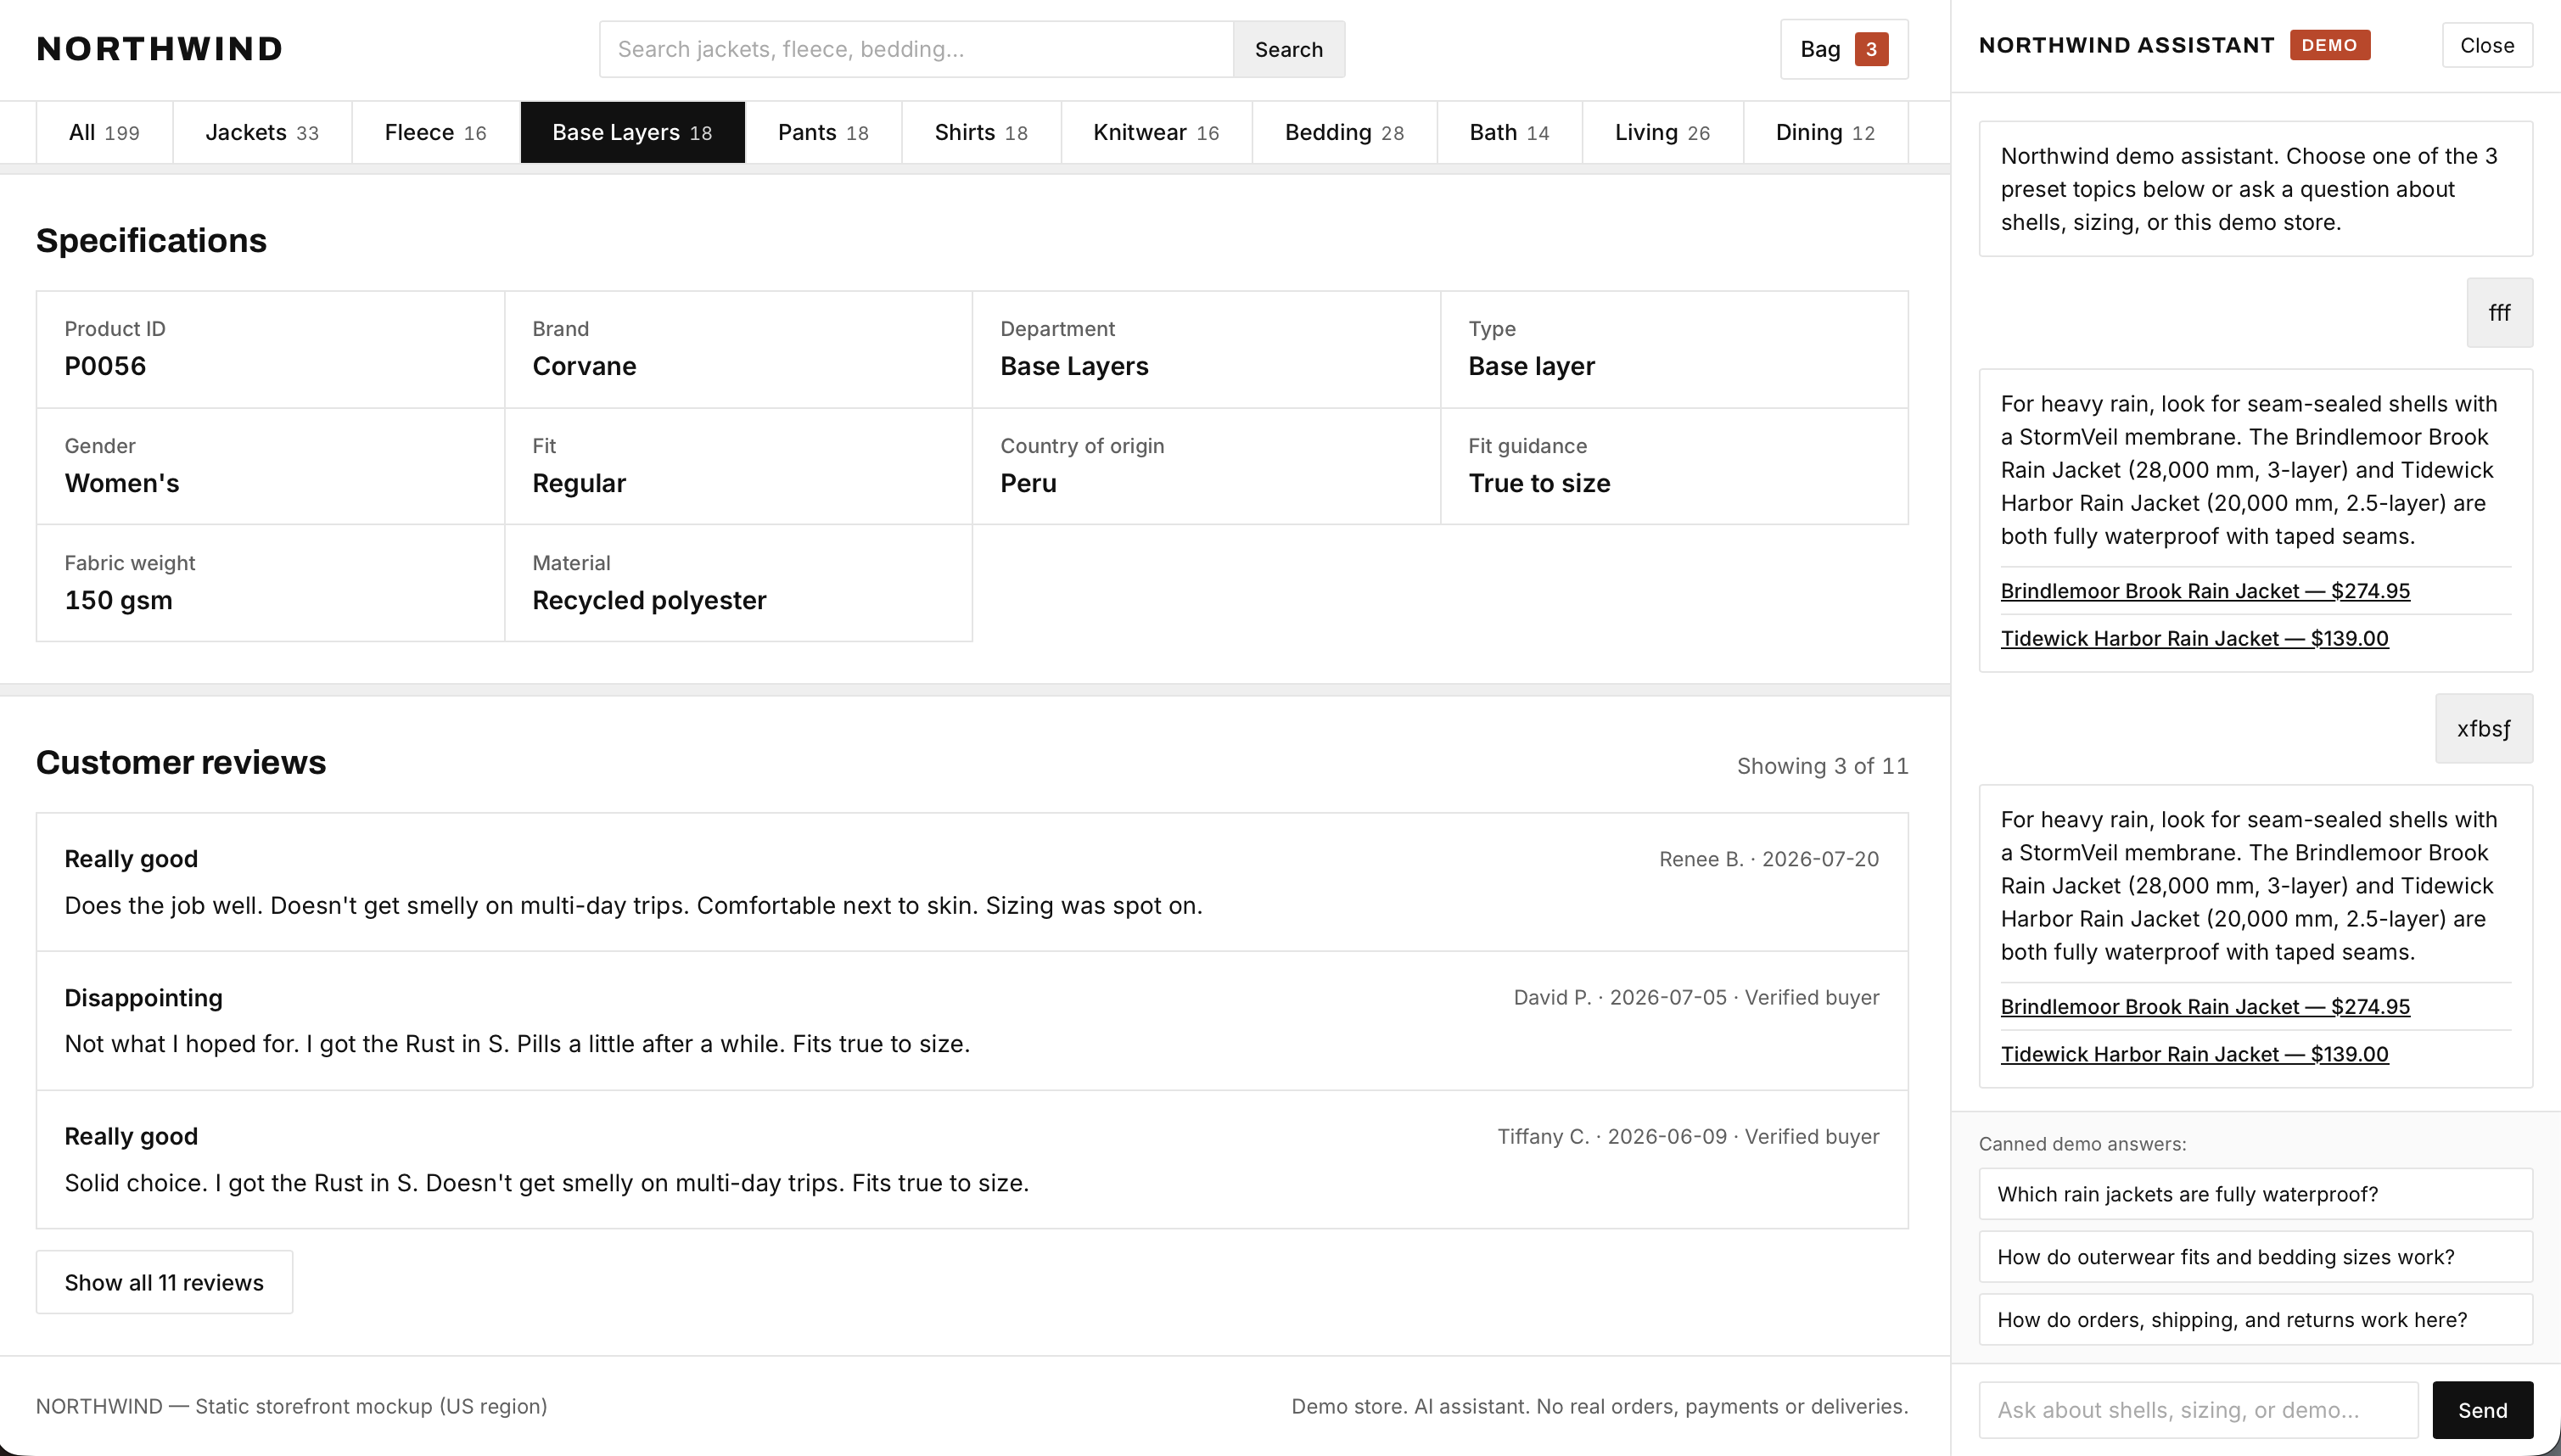 NORTHWIND
Search jackets, fleece, bedding...
Search
Bag 3
All 199
Jackets 33
Fleece 16
Base Layers 18
Pants 18
Shirts 18
Knitwear 16
Bedding 28
Bath 14
Living 26
Dining 12
Specifications
Product ID
P0056
Brand
Corvane
Department
Base Layers
Type
Base layer
Gender
Women's
Fit
Regular
Country of origin
Peru
Fit guidance
True to size
Fabric weight
150 gsm
Material
Recycled polyester
Customer reviews
Showing 3 of 11
Really good
Renee B. · 2026-07-20
Does the job well. Doesn't get smelly on multi-day trips. Comfortable next to skin. Sizing was spot on.
Disappointing
David P. · 2026-07-05 · Verified buyer
Not what I hoped for. I got the Rust in S. Pills a little after a while. Fits true to size.
Really good
Tiffany C. · 2026-06-09 · Verified buyer
Solid choice. I got the Rust in S. Doesn't get smelly on multi-day trips. Fits true to size.
Show all 11 reviews
NORTHWIND — Static storefront mockup (US region)
Demo store. AI assistant. No real orders, payments or deliveries.
NORTHWIND ASSISTANT DEMO
Close
Northwind demo assistant. Choose one of the 3
preset topics below or ask a question about
shells, sizing, or this demo store.
fff
For heavy rain, look for seam-sealed shells with
a StormVeil membrane. The Brindlemoor Brook
Rain Jacket (28,000 mm, 3-layer) and Tidewick
Harbor Rain Jacket (20,000 mm, 2.5-layer) are
both fully waterproof with taped seams.
Brindlemoor Brook Rain Jacket — $274.95
Tidewick Harbor Rain Jacket — $139.00
xfbsƒ
For heavy rain, look for seam-sealed shells with
a StormVeil membrane. The Brindlemoor Brook
Rain Jacket (28,000 mm, 3-layer) and Tidewick
Harbor Rain Jacket (20,000 mm, 2.5-layer) are
both fully waterproof with taped seams.
Brindlemoor Brook Rain Jacket — $274.95
Tidewick Harbor Rain Jacket — $139.00
Canned demo answers:
Which rain jackets are fully waterproof?
How do outerwear fits and bedding sizes work?
How do orders, shipping, and returns work here?
Ask about shells, sizing, or demo...
Send